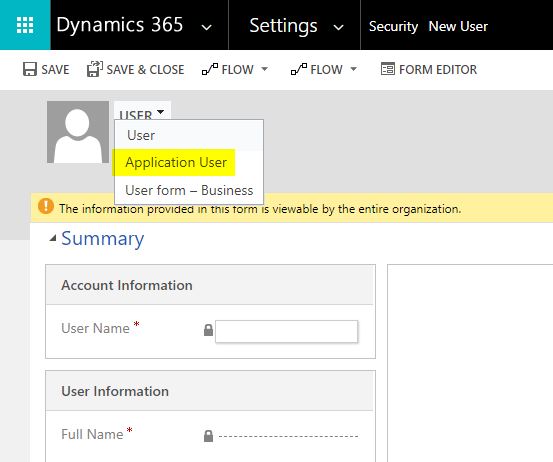 Dynamics 365 Settings Security New User
SAVE SAVE & CLOSE FLOW FLOW FORM EDITOR
USER
User
Application User
User form – Business
The information provided in this form is viewable by the entire organization.
Summary
Account Information
User Name *
User Information
Full Name *